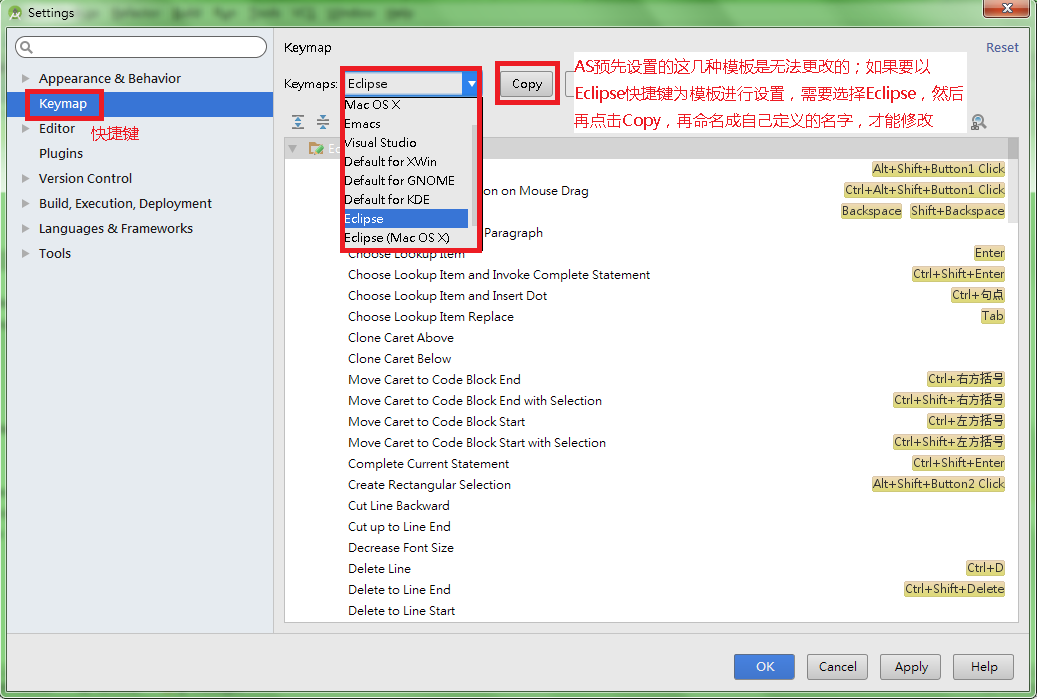 Settings
Keymap
Reset
Appearance & Behavior
Keymap
Editor
快捷键
Plugins
Version Control
Build, Execution, Deployment
Languages & Frameworks
Tools
Keymaps:
Eclipse
Copy
AS预先设置的这几种模板是无法更改的；如果要以
Eclipse快捷键为模板进行设置，需要选择Eclipse，然后
再点击Copy，再命名成自己定义的名字，才能修改
Mac OS X
Emacs
Visual Studio
Default for XWin
Default for GNOME
Default for KDE
Eclipse
Eclipse (Mac OS X)
Alt+Shift+Button1 Click
on on Mouse Drag Ctrl+Alt+Shift+Button1 Click
Backspace Shift+Backspace
Paragraph
Choose Lookup Item Enter
Choose Lookup Item and Invoke Complete Statement Ctrl+Shift+Enter
Choose Lookup Item and Insert Dot Ctrl+句点
Choose Lookup Item Replace Tab
Clone Caret Above
Clone Caret Below
Move Caret to Code Block End Ctrl+右方括号
Move Caret to Code Block End with Selection Ctrl+Shift+右方括号
Move Caret to Code Block Start Ctrl+左方括号
Move Caret to Code Block Start with Selection Ctrl+Shift+左方括号
Complete Current Statement Ctrl+Shift+Enter
Create Rectangular Selection Alt+Shift+Button2 Click
Cut Line Backward
Cut up to Line End
Decrease Font Size
Delete Line Ctrl+D
Delete to Line End Ctrl+Shift+Delete
Delete to Line Start
OK
Cancel
Apply
Help